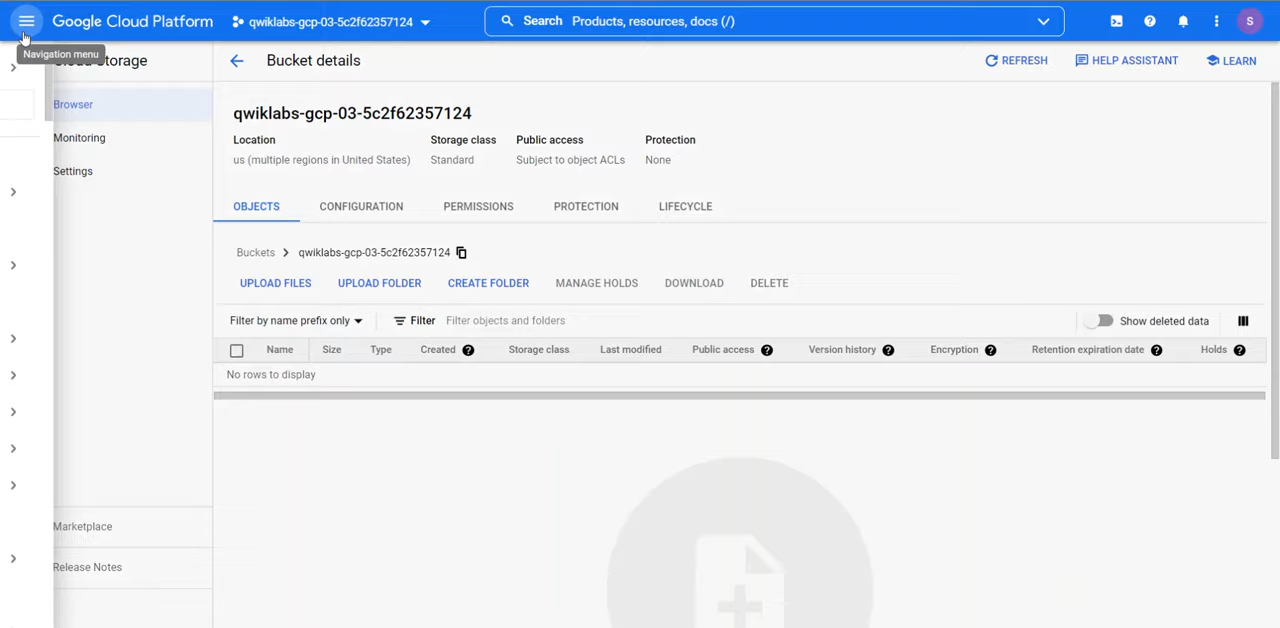 Google Cloud Platform qwiklabs-gcp-03-5c2f62357124 Search Products, resources, docs (/) S
Navigation menu
Cloud Storage Bucket details REFRESH HELP ASSISTANT LEARN
Browser
Monitoring
Settings
qwiklabs-gcp-03-5c2f62357124
Location Storage class Public access Protection
us (multiple regions in United States) Standard Subject to object ACLs None
OBJECTS CONFIGURATION PERMISSIONS PROTECTION LIFECYCLE
Buckets > qwiklabs-gcp-03-5c2f62357124
UPLOAD FILES UPLOAD FOLDER CREATE FOLDER MANAGE HOLDS DOWNLOAD DELETE
Filter by name prefix only Filter Filter objects and folders Show deleted data
Name Size Type Created Storage class Last modified Public access Version history Encryption Retention expiration date Holds
No rows to display
Marketplace
Release Notes